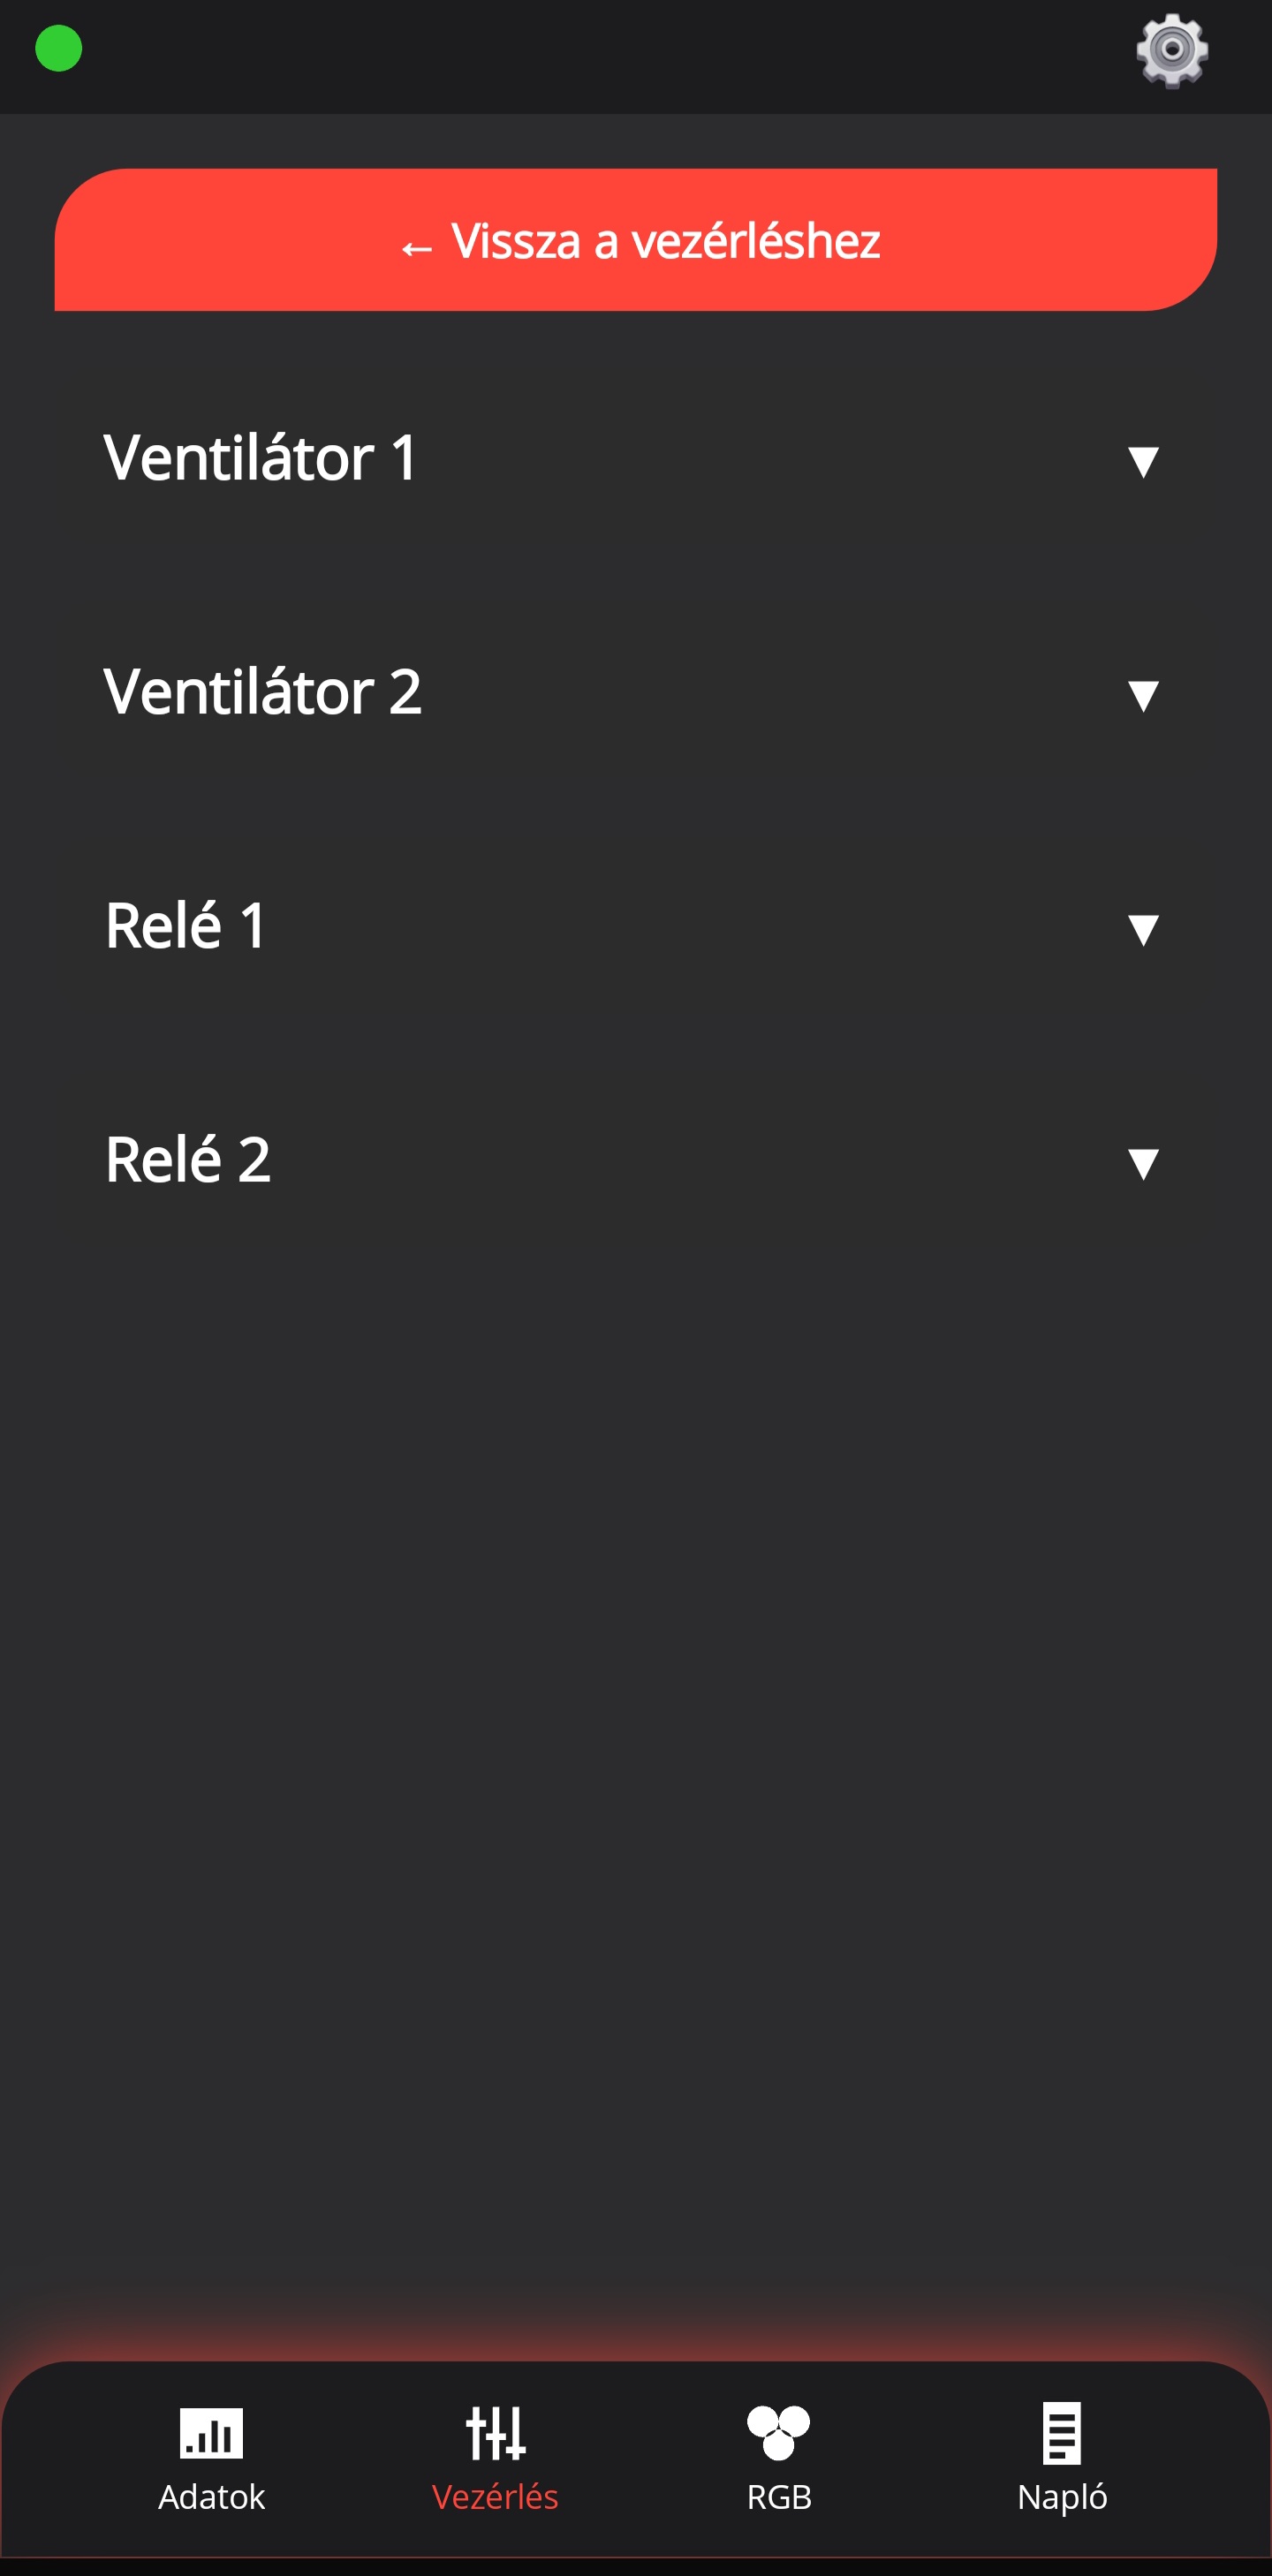 ← Vissza a vezérléshez
Ventilátor 1 ▼
Ventilátor 2 ▼
Relé 1 ▼
Relé 2 ▼
Adatok Vezérlés RGB Napló